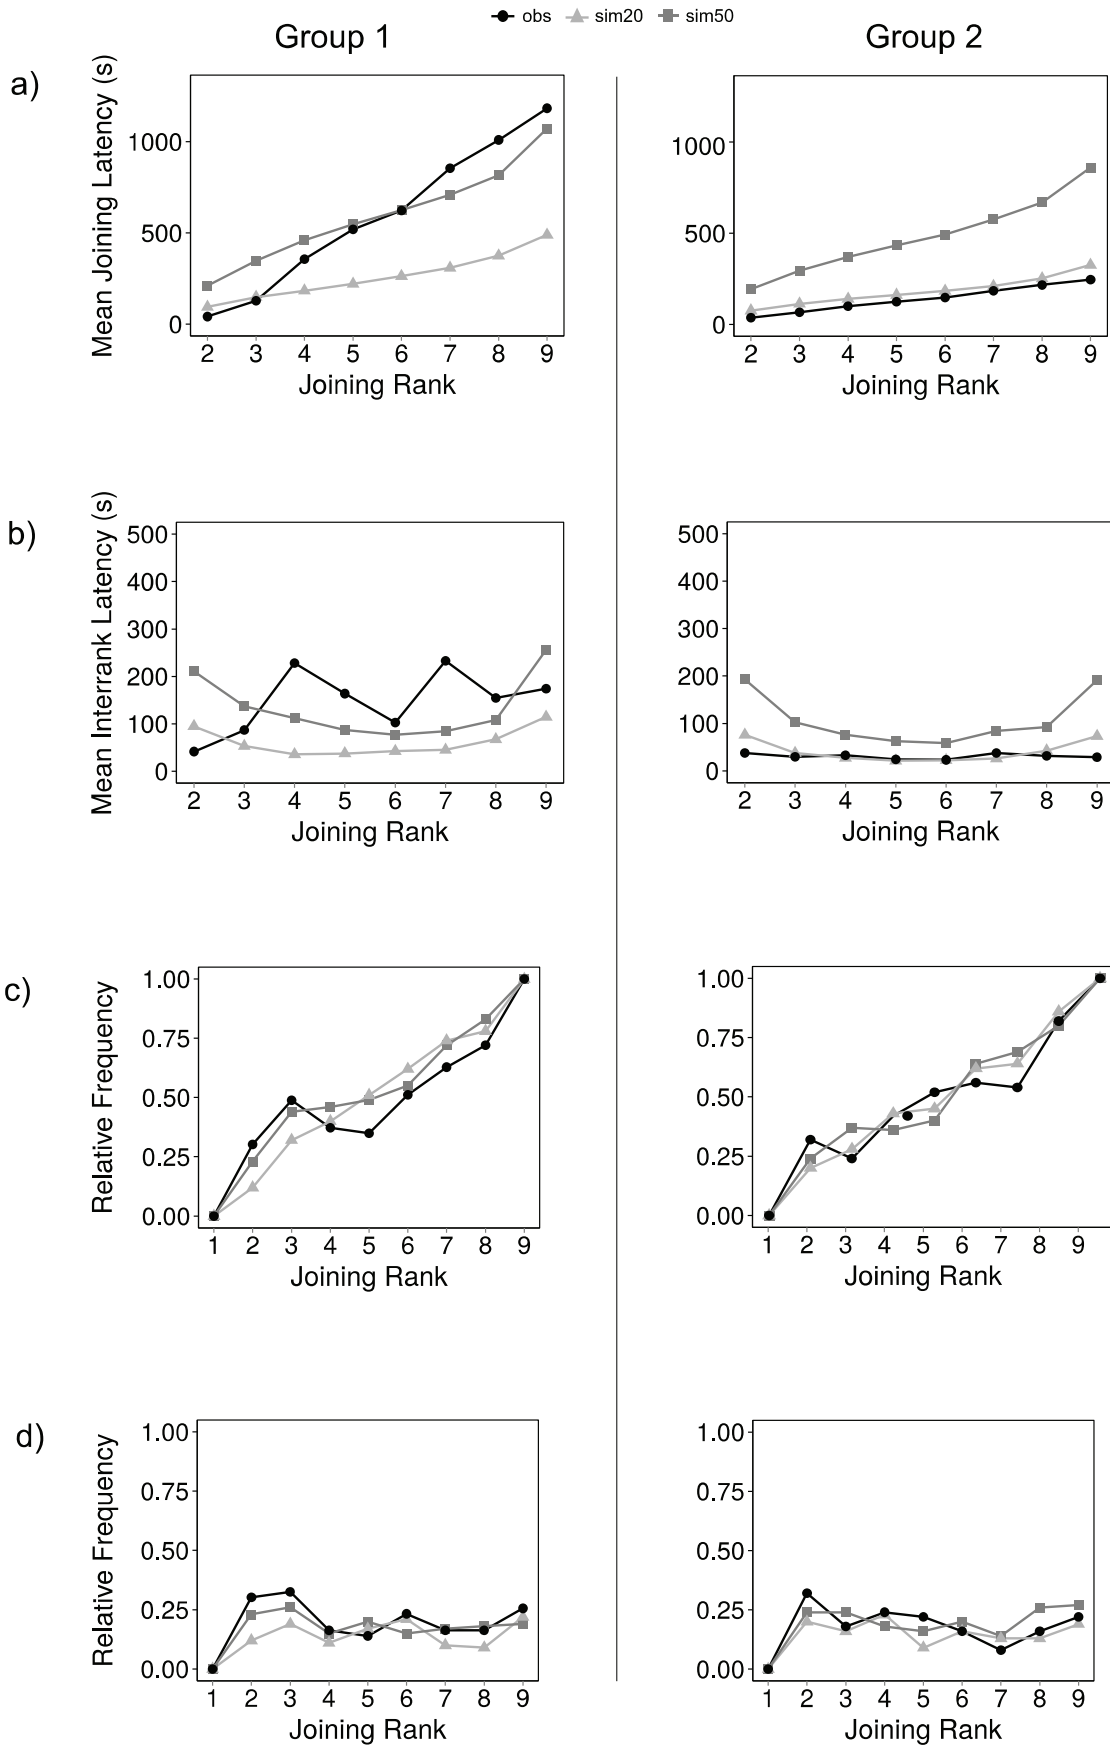 obs sim20 sim50
Group 1
Group 2
a)
Mean Joining Latency (s)
1000
500
0
2 3 4 5 6 7 8 9
Joining Rank
1000
500
0
2 3 4 5 6 7 8 9
Joining Rank
b)
Mean Interrank Latency (s)
500
400
300
200
100
0
2 3 4 5 6 7 8 9
Joining Rank
500
400
300
200
100
0
2 3 4 5 6 7 8 9
Joining Rank
c)
Relative Frequency
1.00
0.75
0.50
0.25
0.00
1 2 3 4 5 6 7 8 9
Joining Rank
1.00
0.75
0.50
0.25
0.00
1 2 3 4 5 6 7 8 9
Joining Rank
d)
Relative Frequency
1.00
0.75
0.50
0.25
0.00
1 2 3 4 5 6 7 8 9
Joining Rank
1.00
0.75
0.50
0.25
0.00
1 2 3 4 5 6 7 8 9
Joining Rank